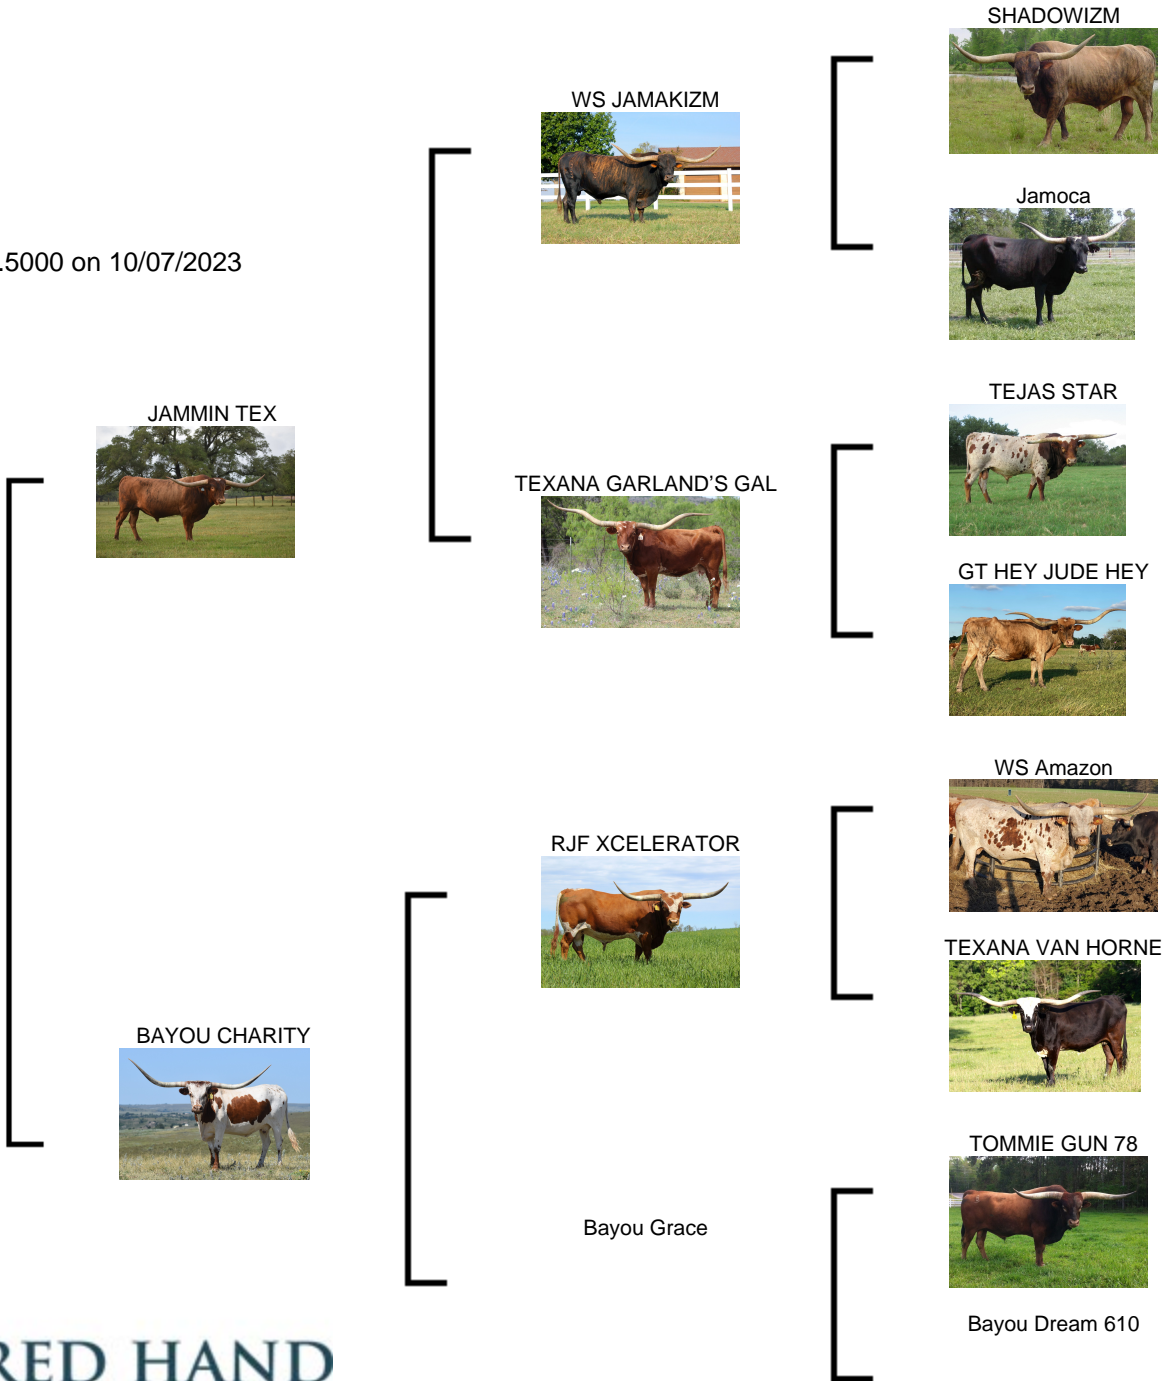 SHADOWIZM
WS JAMAKIZM
Jamoca
.5000 on 10/07/2023
TEJAS STAR
JAMMIN TEX
TEXANA GARLAND'S GAL
GT HEY JUDE HEY
WS Amazon
RJF XCELERATOR
TEXANA VAN HORNE
BAYOU CHARITY
TOMMIE GUN 78
Bayou Grace
Bayou Dream 610
RED HAND